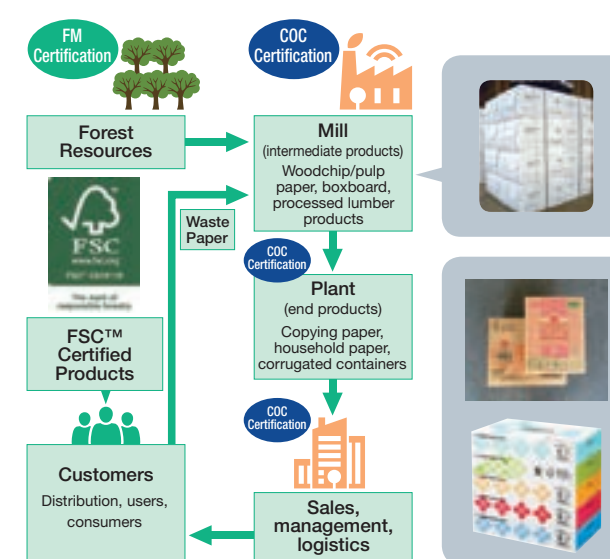 FM
Certification
COC
Certification
Forest
Resources
Mill
(intermediate products)
Woodchip/pulp
paper, boxboard,
processed lumber
products
FSC
Waste
Paper
COC
Certification
Plant
(end products)
Copying paper,
household paper,
corrugated containers
FSC™
Certified
Products
COC
Certification
Customers
Distribution, users,
consumers
Sales,
management,
logistics